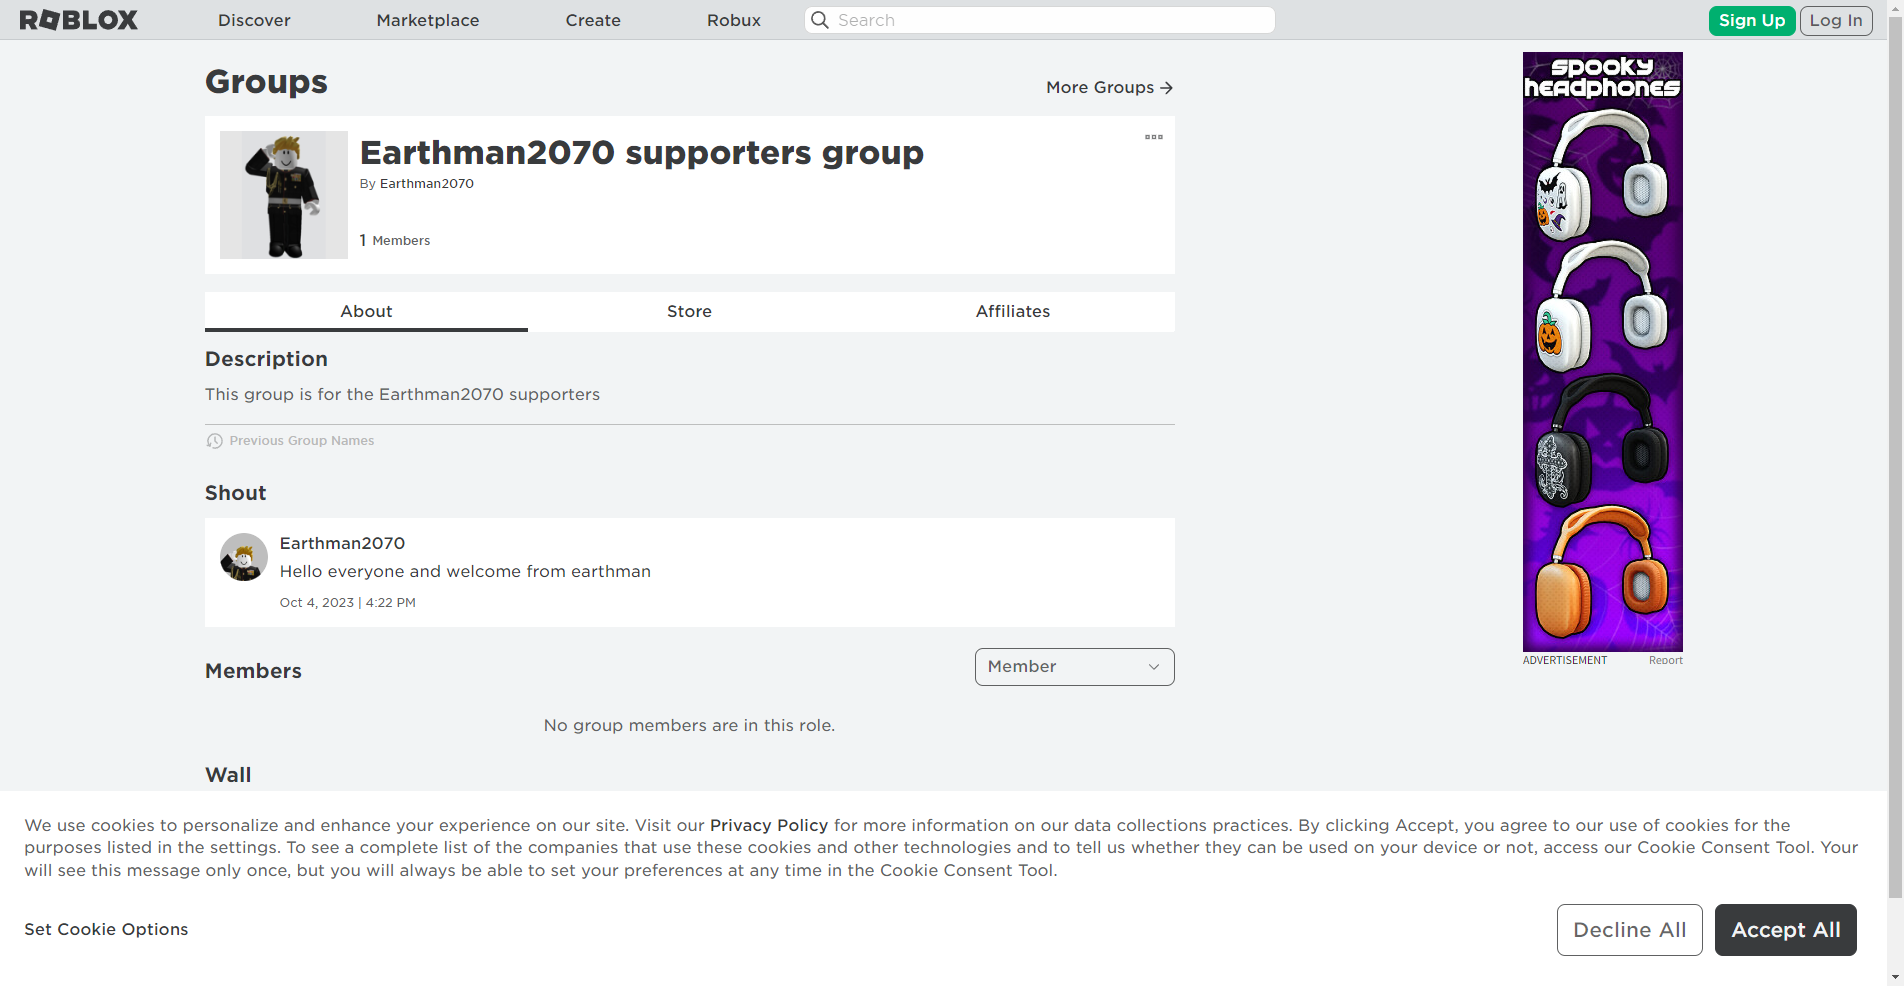 ROBLOX
Discover
Marketplace
Create
Robux
Search
Sign Up
Log In
Groups
More Groups
Earthman2070 supporters group
By Earthman2070
1 Members
About
Store
Affiliates
Description
This group is for the Earthman2070 supporters
Previous Group Names
Shout
Earthman2070
Hello everyone and welcome from earthman
Oct 4, 2023 | 4:22 PM
Members
Member
No group members are in this role.
Wall
spooky
headphones
ADVERTISEMENT
Report
We use cookies to personalize and enhance your experience on our site. Visit our Privacy Policy for more information on our data collections practices. By clicking Accept, you agree to our use of cookies for the
purposes listed in the settings. To see a complete list of the companies that use these cookies and other technologies and to tell us whether they can be used on your device or not, access our Cookie Consent Tool. Your
will see this message only once, but you will always be able to set your preferences at any time in the Cookie Consent Tool.
Set Cookie Options
Decline All
Accept All